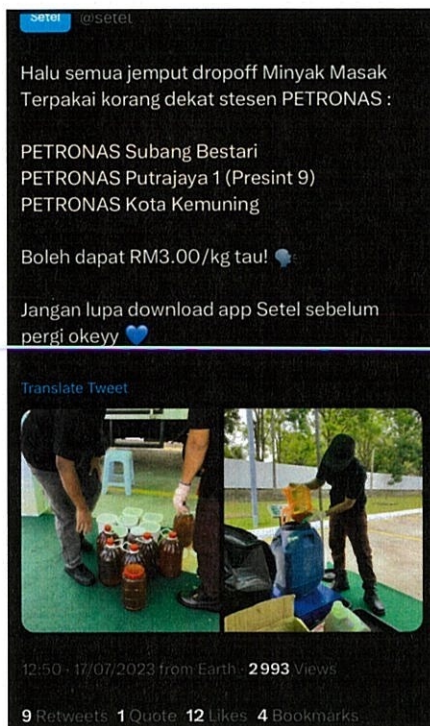 Setel @setel
Halu semua jemput dropoff Minyak Masak
Terpakai korang dekat stesen PETRONAS :
PETRONAS Subang Bestari
PETRONAS Putrajaya 1 (Presint 9)
PETRONAS Kota Kemuning
Boleh dapat RM3.00/kg tau! 🗣️
Jangan lupa download app Setel sebelum
pergi okeyy 💙
Translate Tweet
12:50 · 17/07/2023 from Earth · 2993 Views
9 Retweets 1 Quote 12 Likes 4 Bookmarks